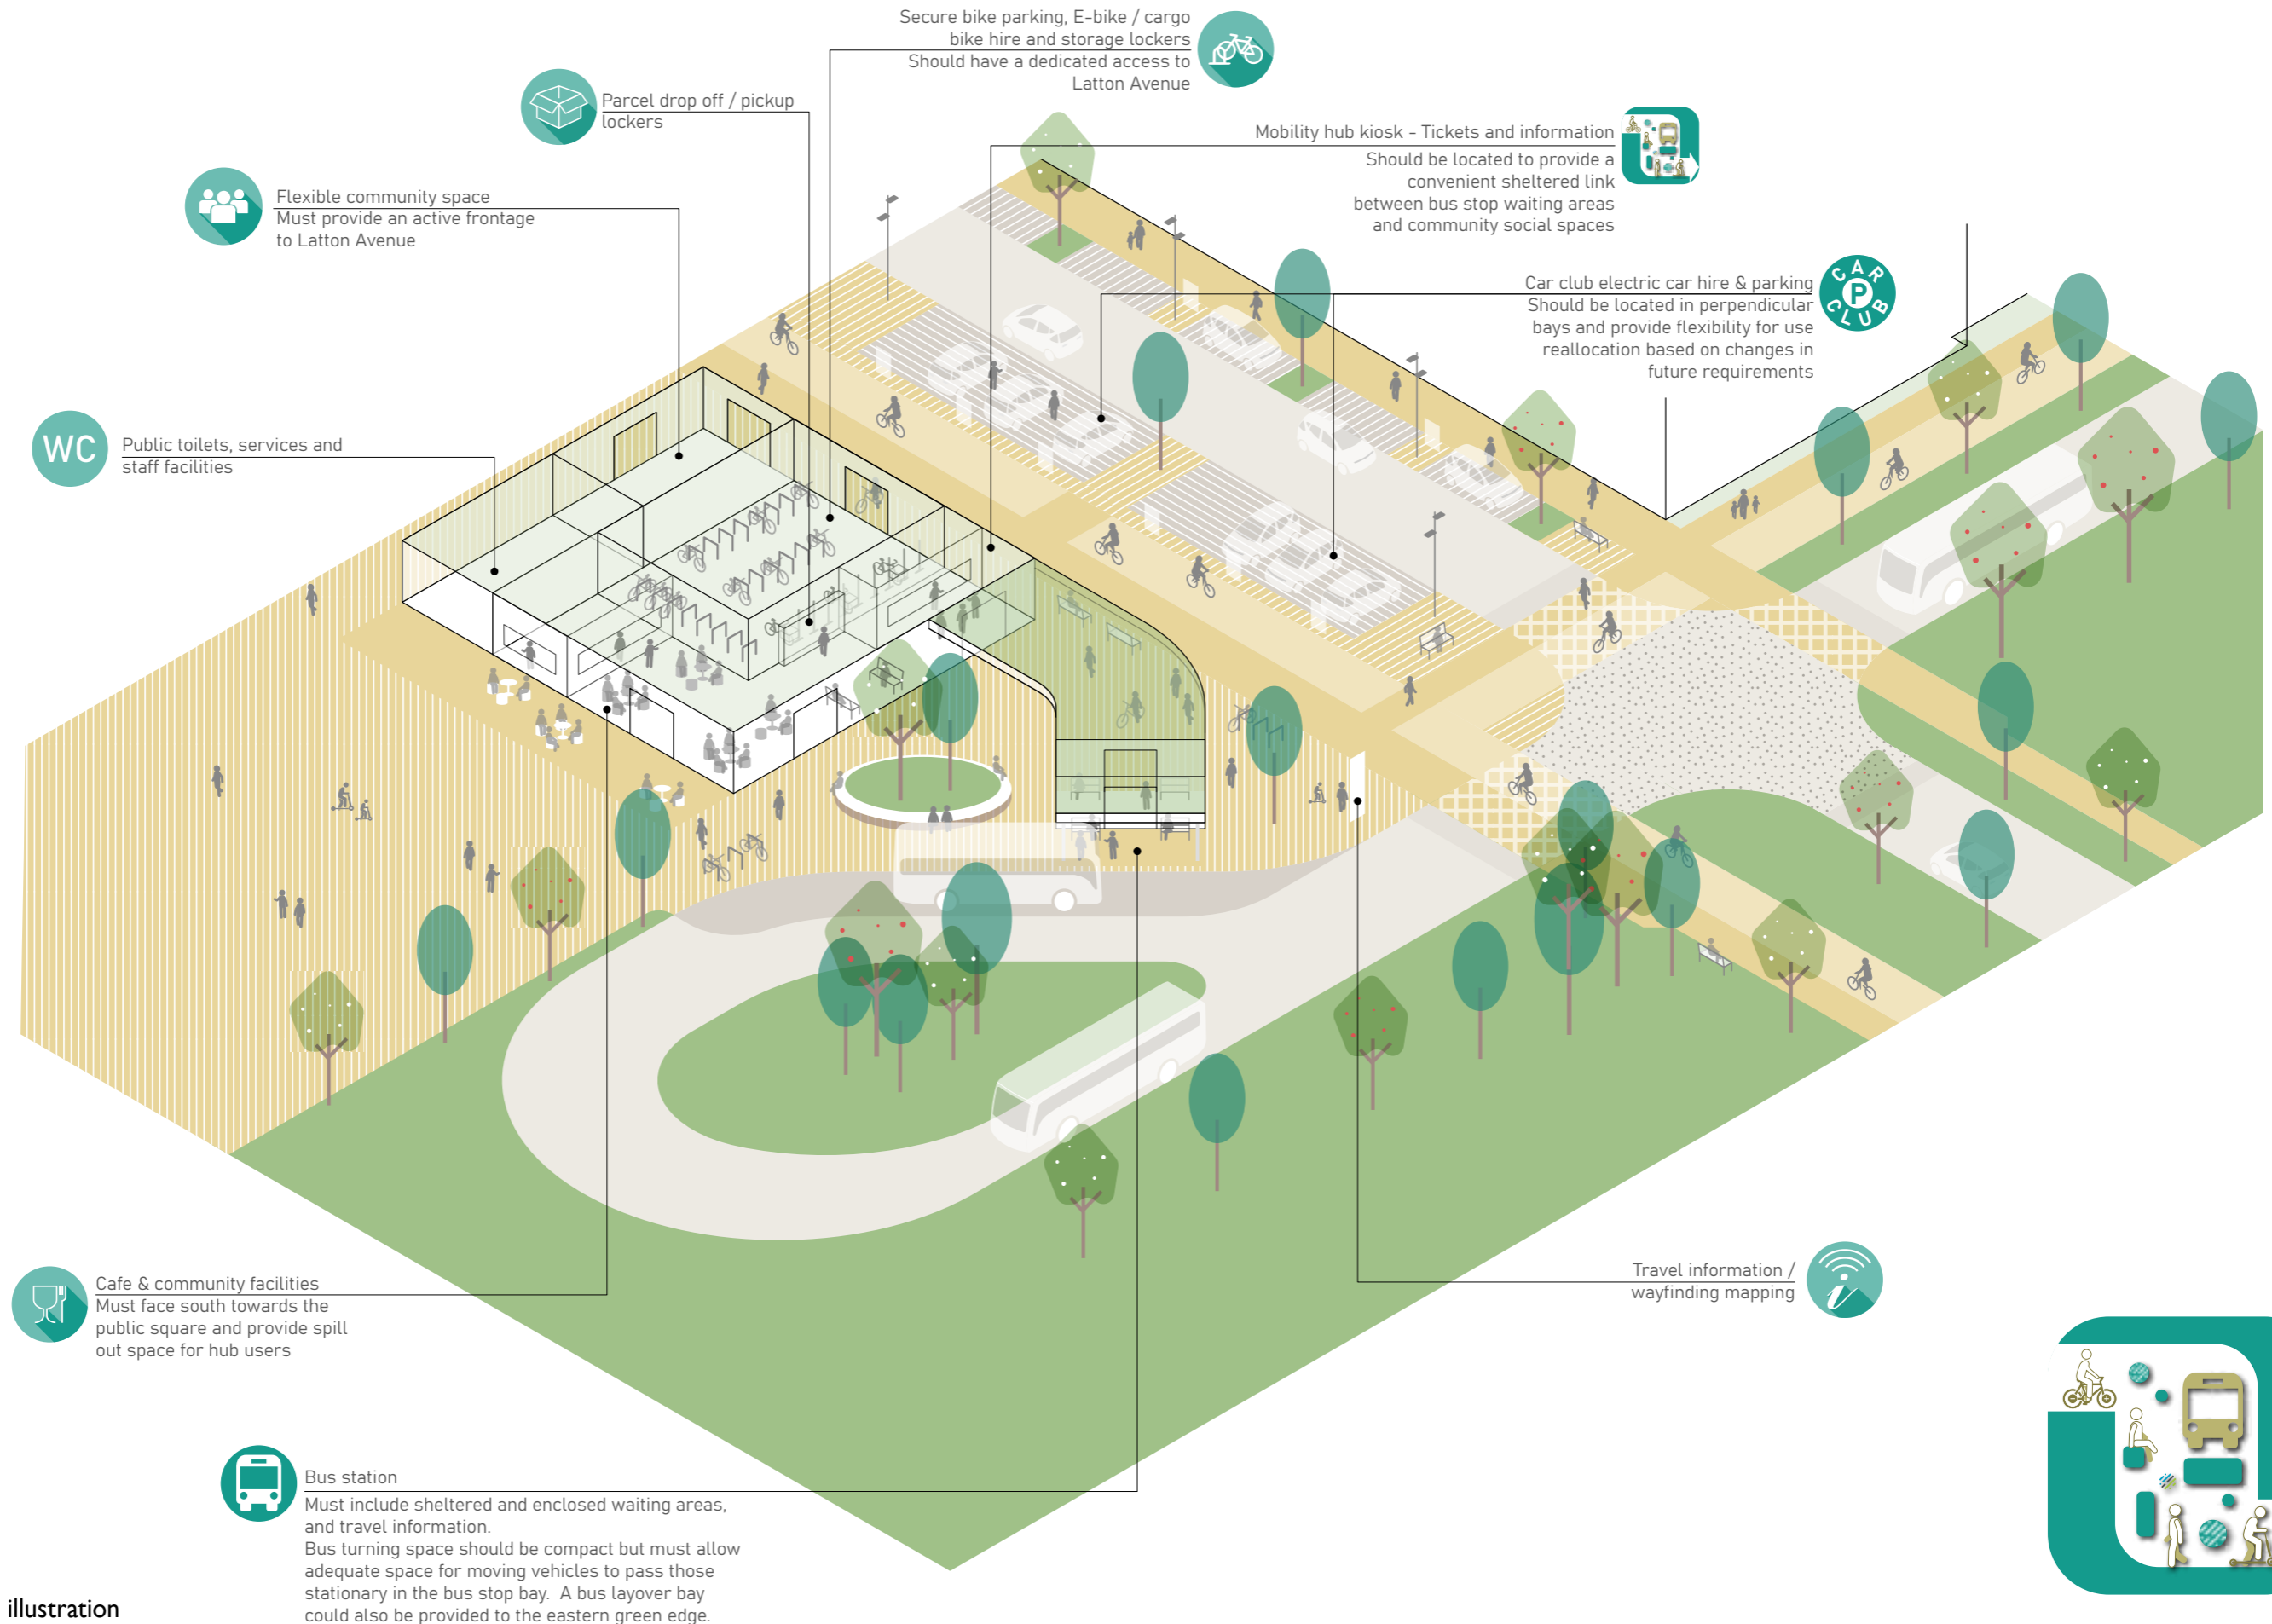 Secure bike parking, E-bike / cargo
bike hire and storage lockers
Should have a dedicated access to
Latton Avenue
Parcel drop off / pickup
lockers
Mobility hub kiosk - Tickets and information
Should be located to provide a
convenient sheltered link
between bus stop waiting areas
and community social spaces
Flexible community space
Must provide an active frontage
to Latton Avenue
Car club electric car hire & parking
Should be located in perpendicular
bays and provide flexibility for use
reallocation based on changes in
future requirements
CAR
P
CLUB
WC
Public toilets, services and
staff facilities
Cafe & community facilities
Must face south towards the
public square and provide spill
out space for hub users
Travel information /
wayfinding mapping
i
Bus station
Must include sheltered and enclosed waiting areas,
and travel information.
Bus turning space should be compact but must allow
adequate space for moving vehicles to pass those
stationary in the bus stop bay. A bus layover bay
could also be provided to the eastern green edge.
illustration